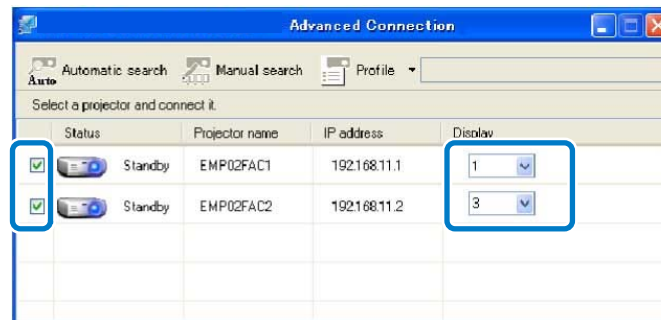 Advanced Connection
Auto Automatic search Manual search Profile
Select a projector and connect it.
Status Projector name IP address Display
Standby EMP02FAC1 192.168.11.1 1
Standby EMP02FAC2 192.168.11.2 3